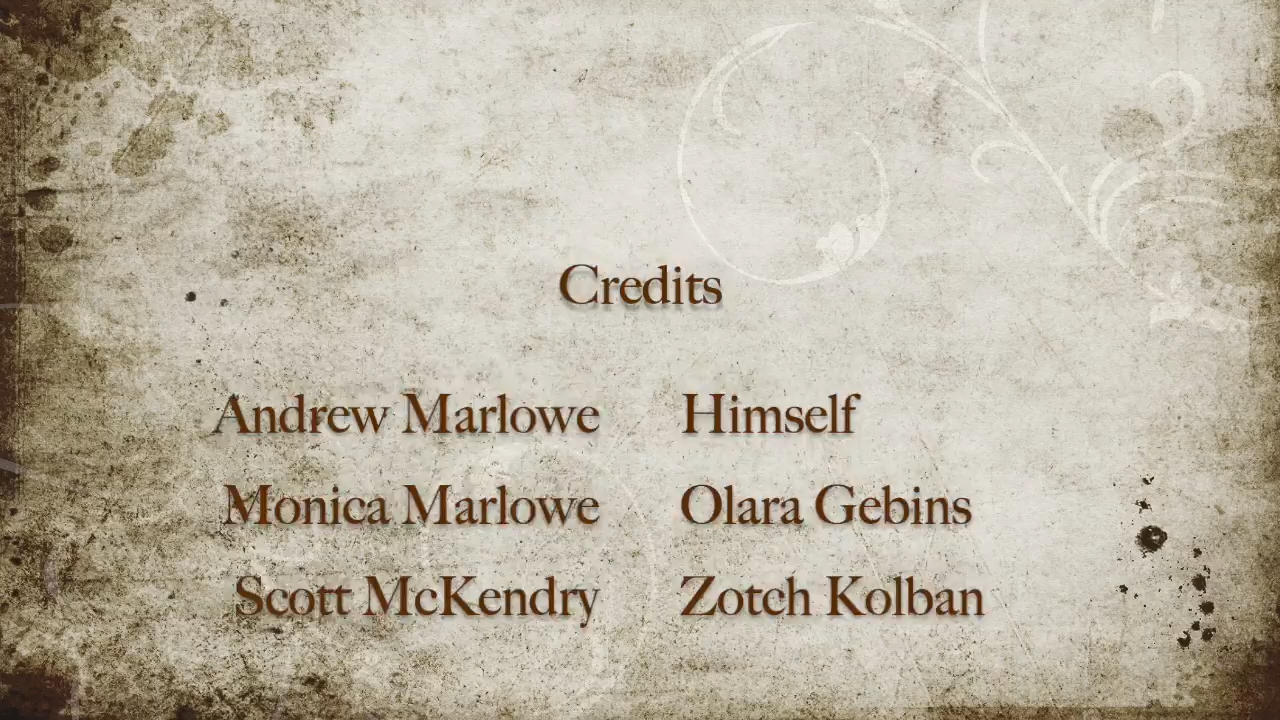 Credits
Andrew Marlowe Himself
Monica Marlowe Olara Gebins
Scott McKendry Zotch Kolban